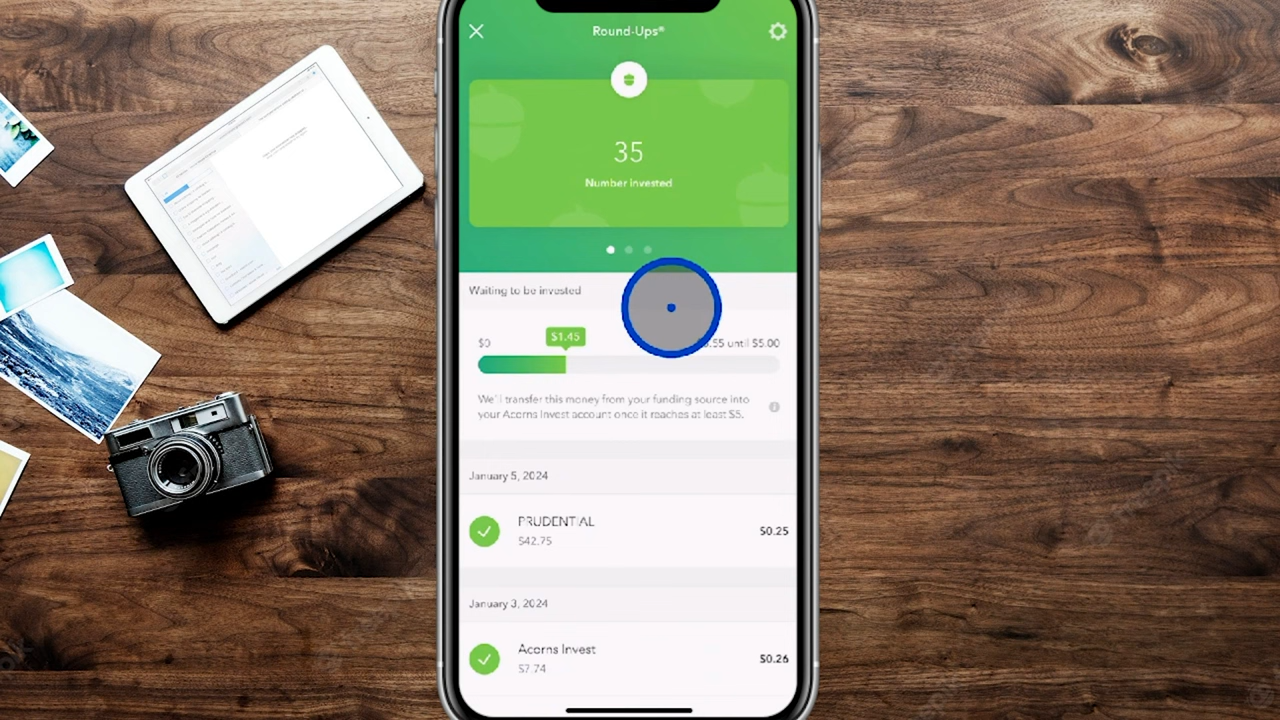 Round-Ups®
35
Number invested
Waiting to be invested
$0
$1.45
.55 until $5.00
We'll transfer this money from your funding source into
your Acorns Invest account once it reaches at least $5.
January 5, 2024
PRUDENTIAL
$42.75
$0.25
January 3, 2024
Acorns Invest
$7.74
$0.26